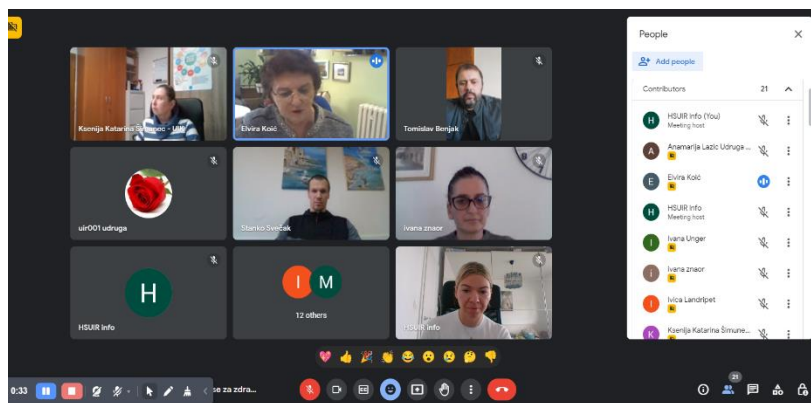 Elvira Koić
Tomislav Benjak
uir001 udruga
Stanko Svečak
ivana znaor
H
HSUIR info
I M
12 others
HSUIR info
0:33
se za zdra...
People
Add people
Contributors 21
H HSUIR info (You)
Meeting host
A Anamarija Lazic Udruga ...
E Elvira Koić
H HSUIR info
Meeting host
I Ivana Unger
i ivana znaor
I Ivica Landripet
K Ksenija Katarina Šimune...
21